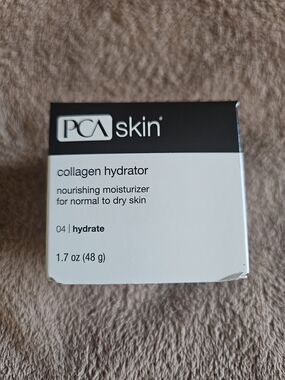 PCA skin®
collagen hydrator
nourishing moisturizer
for normal to dry skin
04 | hydrate
1.7 oz (48 g)